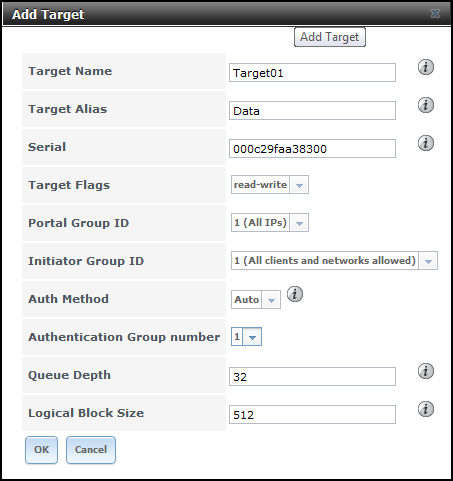 Add Target
Add Target
Target Name Target01
Target Alias Data
Serial 000c29faa38300
Target Flags read-write
Portal Group ID 1 (All IPs)
Initiator Group ID 1 (All clients and networks allowed)
Auth Method Auto
Authentication Group number 1
Queue Depth 32
Logical Block Size 512
OK Cancel